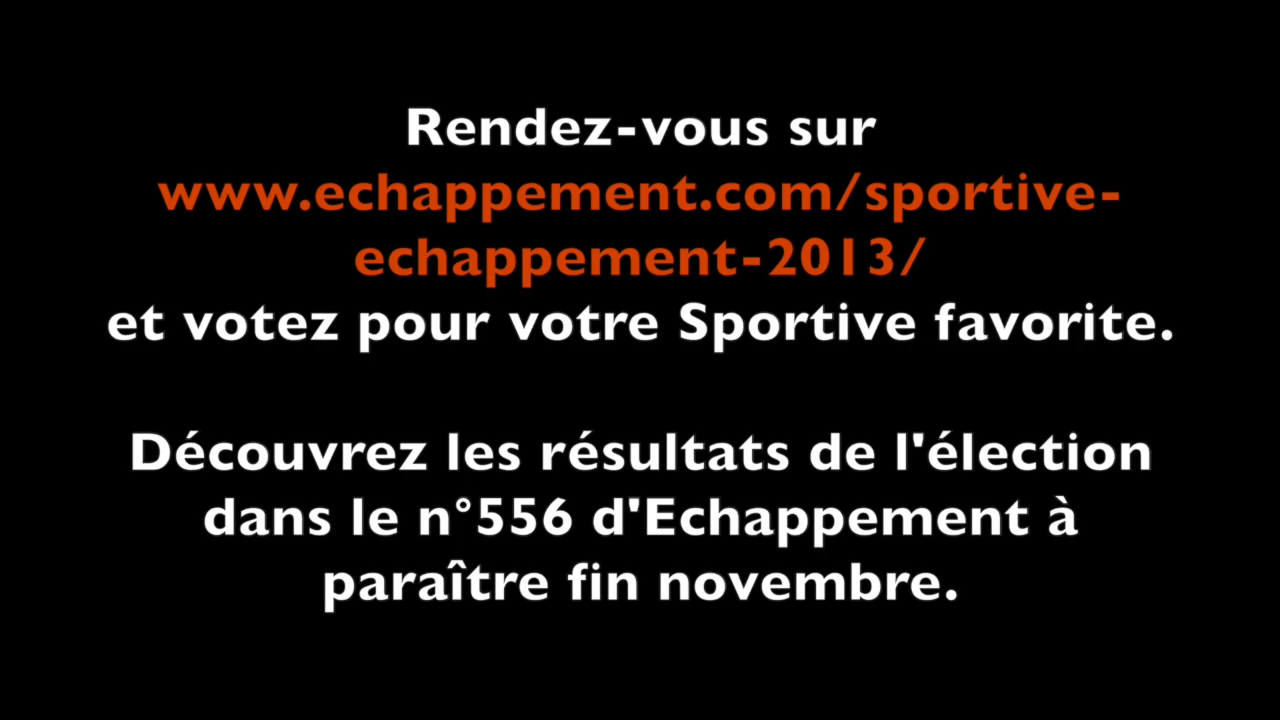 Rendez-vous sur
www.echappement.com/sportive-
echappement-2013/
et votez pour votre Sportive favorite.
Découvrez les résultats de l'élection
dans le n°556 d'Echappement à
paraître fin novembre.